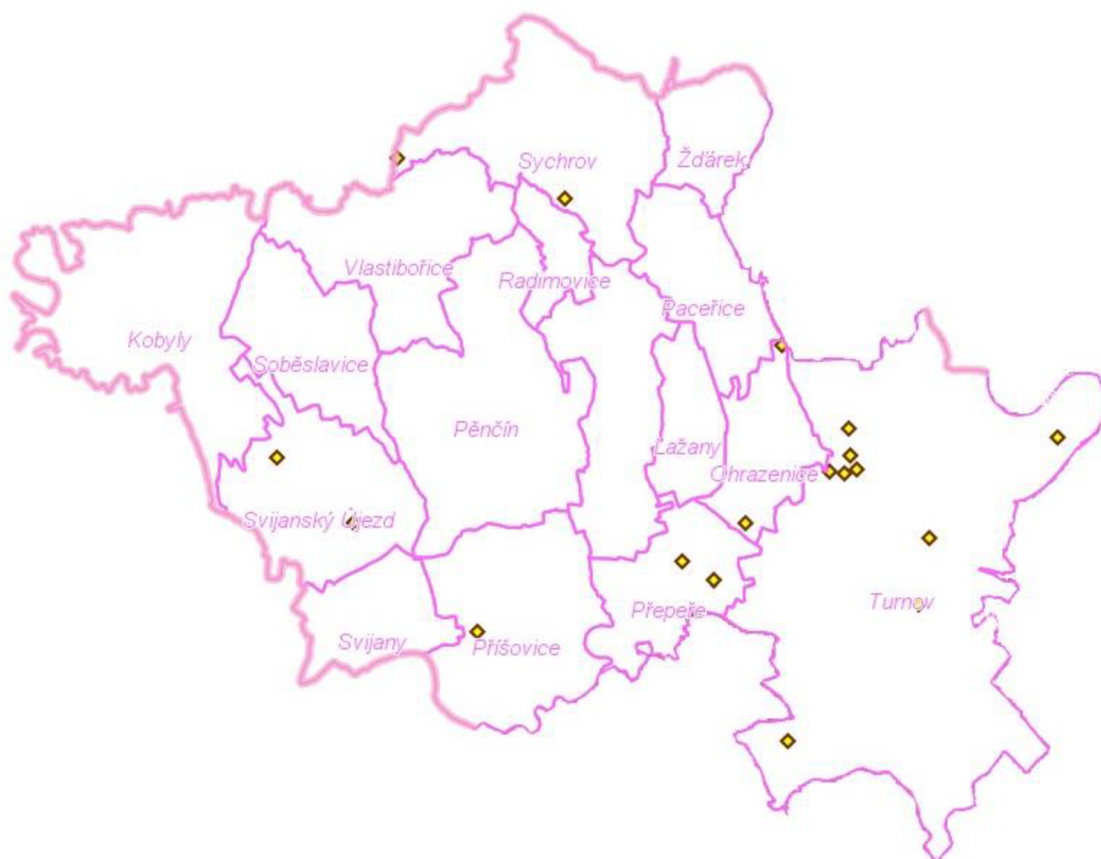 Sychrov
Žďárek
Vlastibořice
Radimovice
Paceřice
Kobyly
Soběslavice
Pěnčín
Lažany
Ohrazenice
Svijanský Újezd
Turnov
Přepeře
Svijany
Příšovice